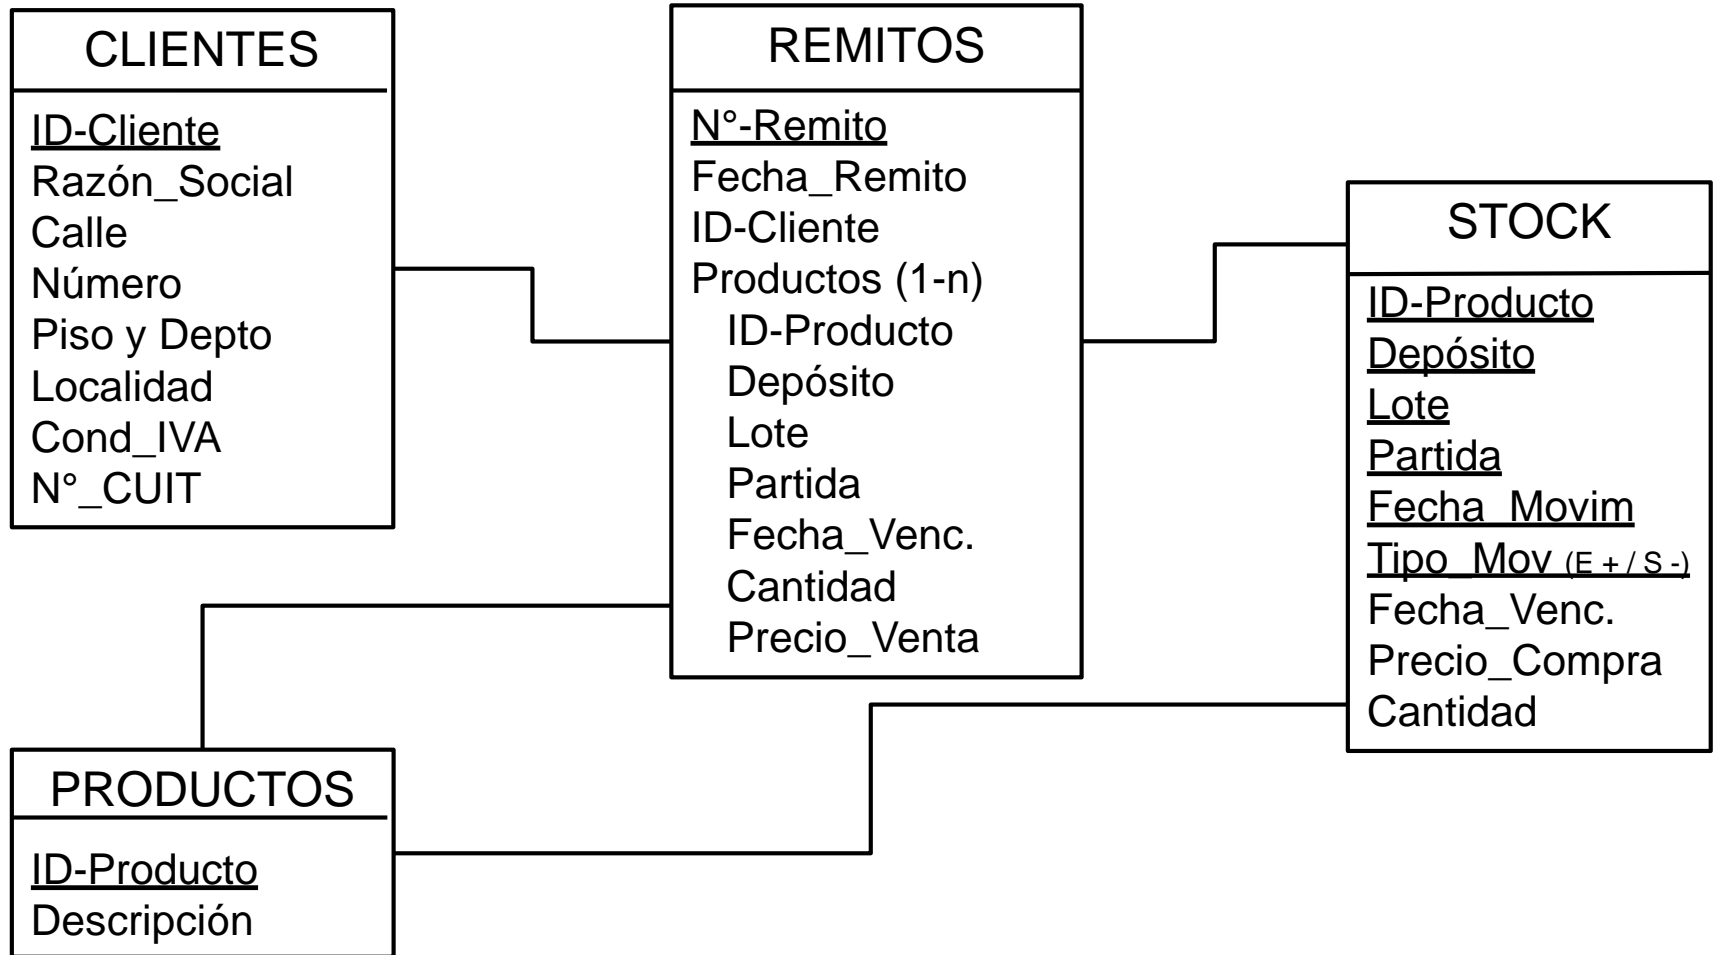 CLIENTES
ID-Cliente
Razón_Social
Calle
Número
Piso y Depto
Localidad
Cond_IVA
N°_CUIT
REMITOS
N°-Remito
Fecha_Remito
ID-Cliente
Productos (1-n)
ID-Producto
Depósito
Lote
Partida
Fecha_Venc.
Cantidad
Precio_Venta
STOCK
ID-Producto
Depósito
Lote
Partida
Fecha_Movim
Tipo_Mov (E + / S -)
Fecha_Venc.
Precio_Compra
Cantidad
PRODUCTOS
ID-Producto
Descripción